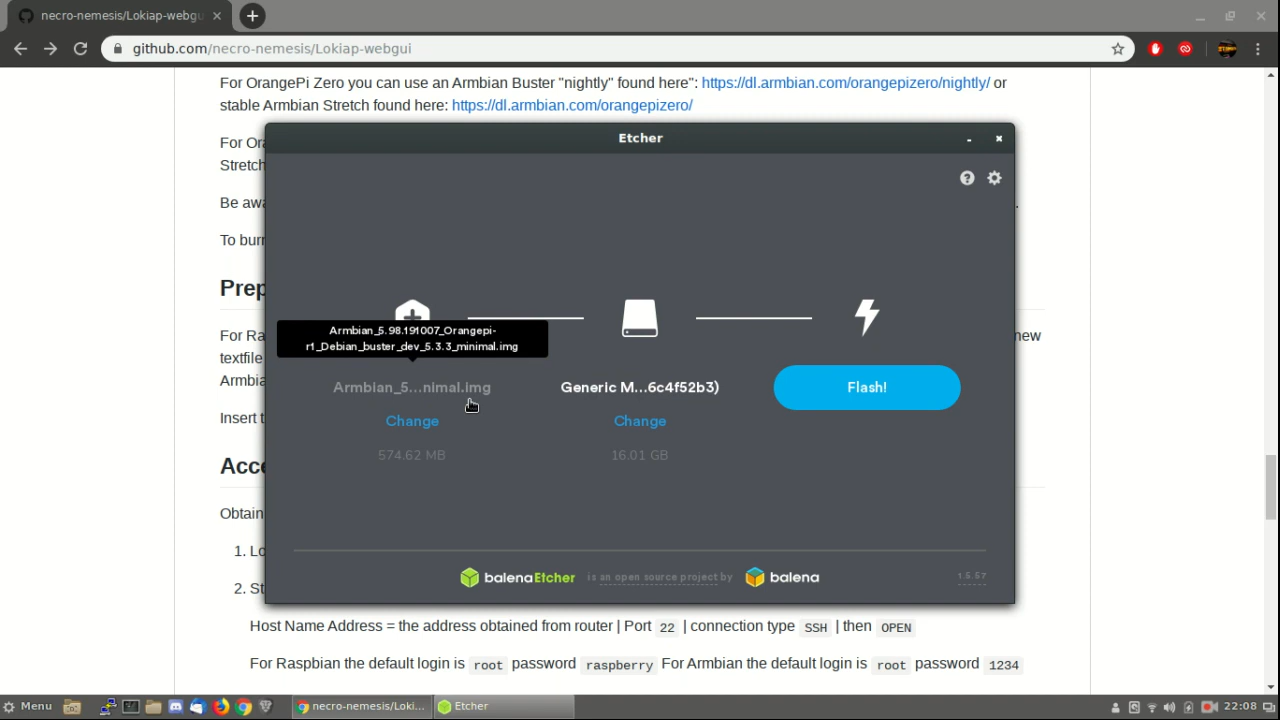 necro-nemesis/Lokiap-webgu
github.com/necro-nemesis/Lokiap-webgui
For OrangePi Zero you can use an Armbian Buster "nightly" found here": https://dl.armbian.com/orangepizero/nightly/ or
stable Armbian Stretch found here: https://dl.armbian.com/orangepizero/
For Ora
Stretch
Be awa
To burr
Prep
For Ra
new
textfile
Armbia
Insert t
Acce
Obtain
1. Lo
2. St
Etcher
Armbian_5.98.191007_Orangepi-
r1_Debian_buster_dev_5.3.3_minimal.img
Armbian_5...nimal.img
Generic M...6c4f52b3)
Flash!
Change
Change
574.62 MB
16.01 GB
balenaEtcher is an open source project by balena
1.5.57
Host Name Address = the address obtained from router | Port 22 | connection type SSH | then OPEN
For Raspbian the default login is root password raspberry For Armbian the default login is root password 1234
Menu
necro-nemesis/Loki...
Etcher
22:08